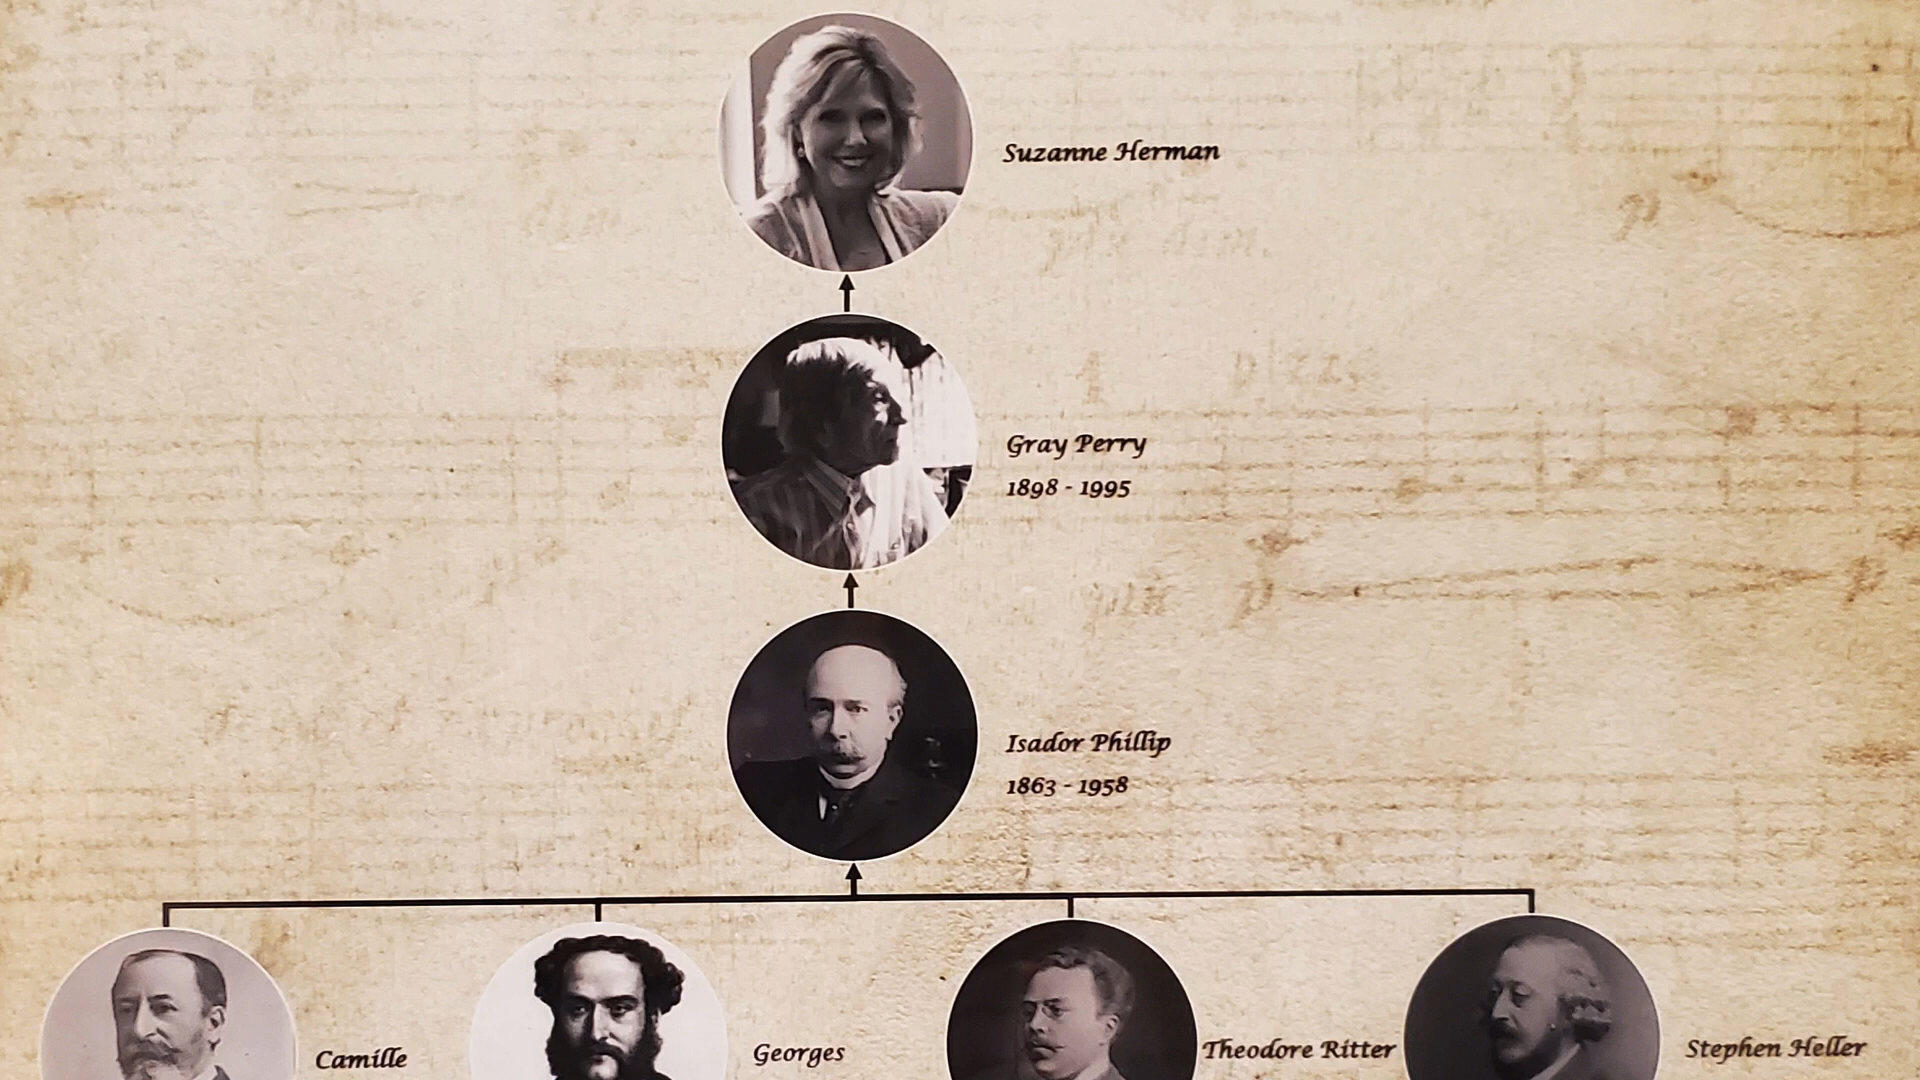 Suzanne Herman
Gray Perry
1898 - 1995
Isador Phillip
1863 - 1958
Camille
Georges
Theodore Ritter
Stephen Heller